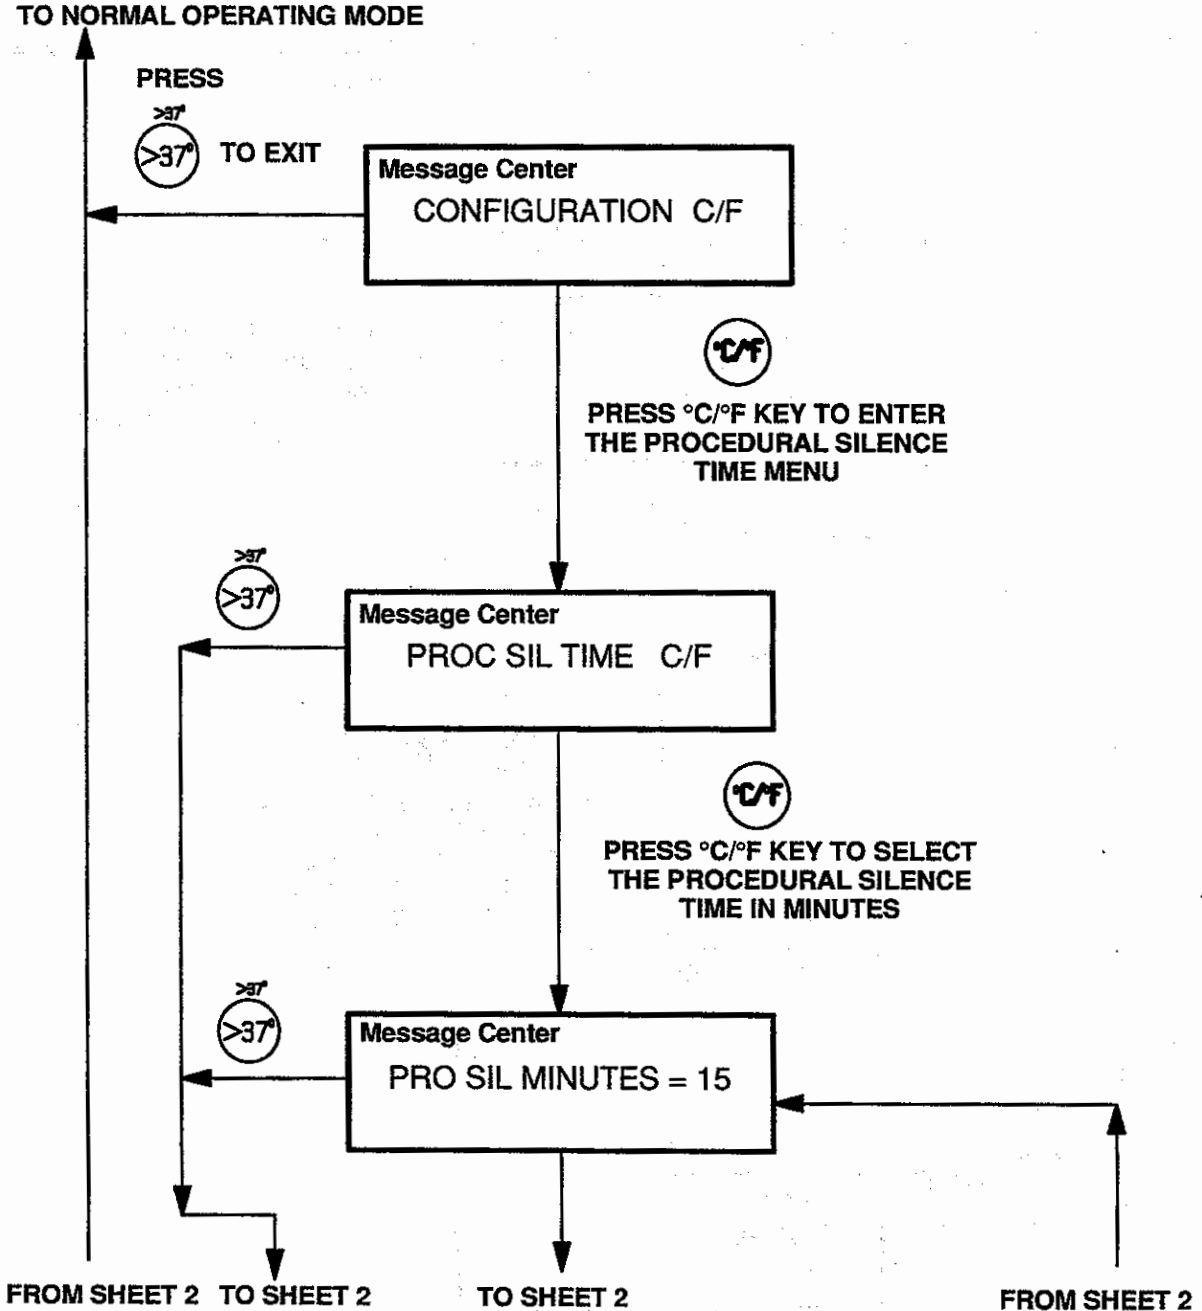 TO NORMAL OPERATING MODE
PRESS
>37°
>37° TO EXIT
Message Center
CONFIGURATION C/F
°C/°F
PRESS °C/°F KEY TO ENTER
THE PROCEDURAL SILENCE
TIME MENU
>37°
>37°
Message Center
PROC SIL TIME C/F
°C/°F
PRESS °C/°F KEY TO SELECT
THE PROCEDURAL SILENCE
TIME IN MINUTES
>37°
>37°
Message Center
PRO SIL MINUTES = 15
FROM SHEET 2 TO SHEET 2 TO SHEET 2 FROM SHEET 2